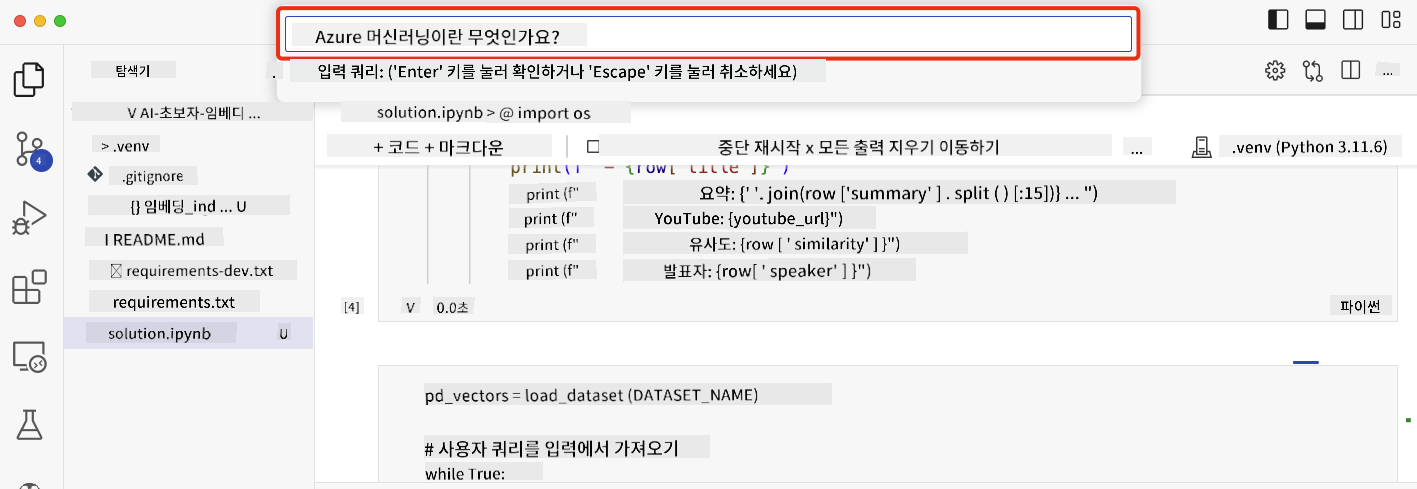 Azure 머신러닝이란 무엇인가요?
입력 쿼리: ('Enter' 키를 눌러 확인하거나 'Escape' 키를 눌러 취소하세요)
탐색기
.
...
V AI-초보자-임베디 ...
> .venv
.gitignore
{} 임베딩_ind ... U
I README.md
requirements-dev.txt
requirements.txt
solution.ipynb U
4
solution.ipynb > @ import os
+ 코드 + 마크다운
중단 재시작 x 모든 출력 지우기 이동하기
...
.venv (Python 3.11.6)
print(f" - {row['title']}")
print (f" 요약: {' '. join(row ['summary' ] . split ( ) [:15])} ... ")
print (f" YouTube: {youtube_url}")
print (f" 유사도: {row [ ' similarity' ] }")
print (f" 발표자: {row[ ' speaker' ] }")
[4] V 0.0초
파이썬
pd_vectors = load_dataset (DATASET_NAME)
# 사용자 쿼리를 입력에서 가져오기
while True: